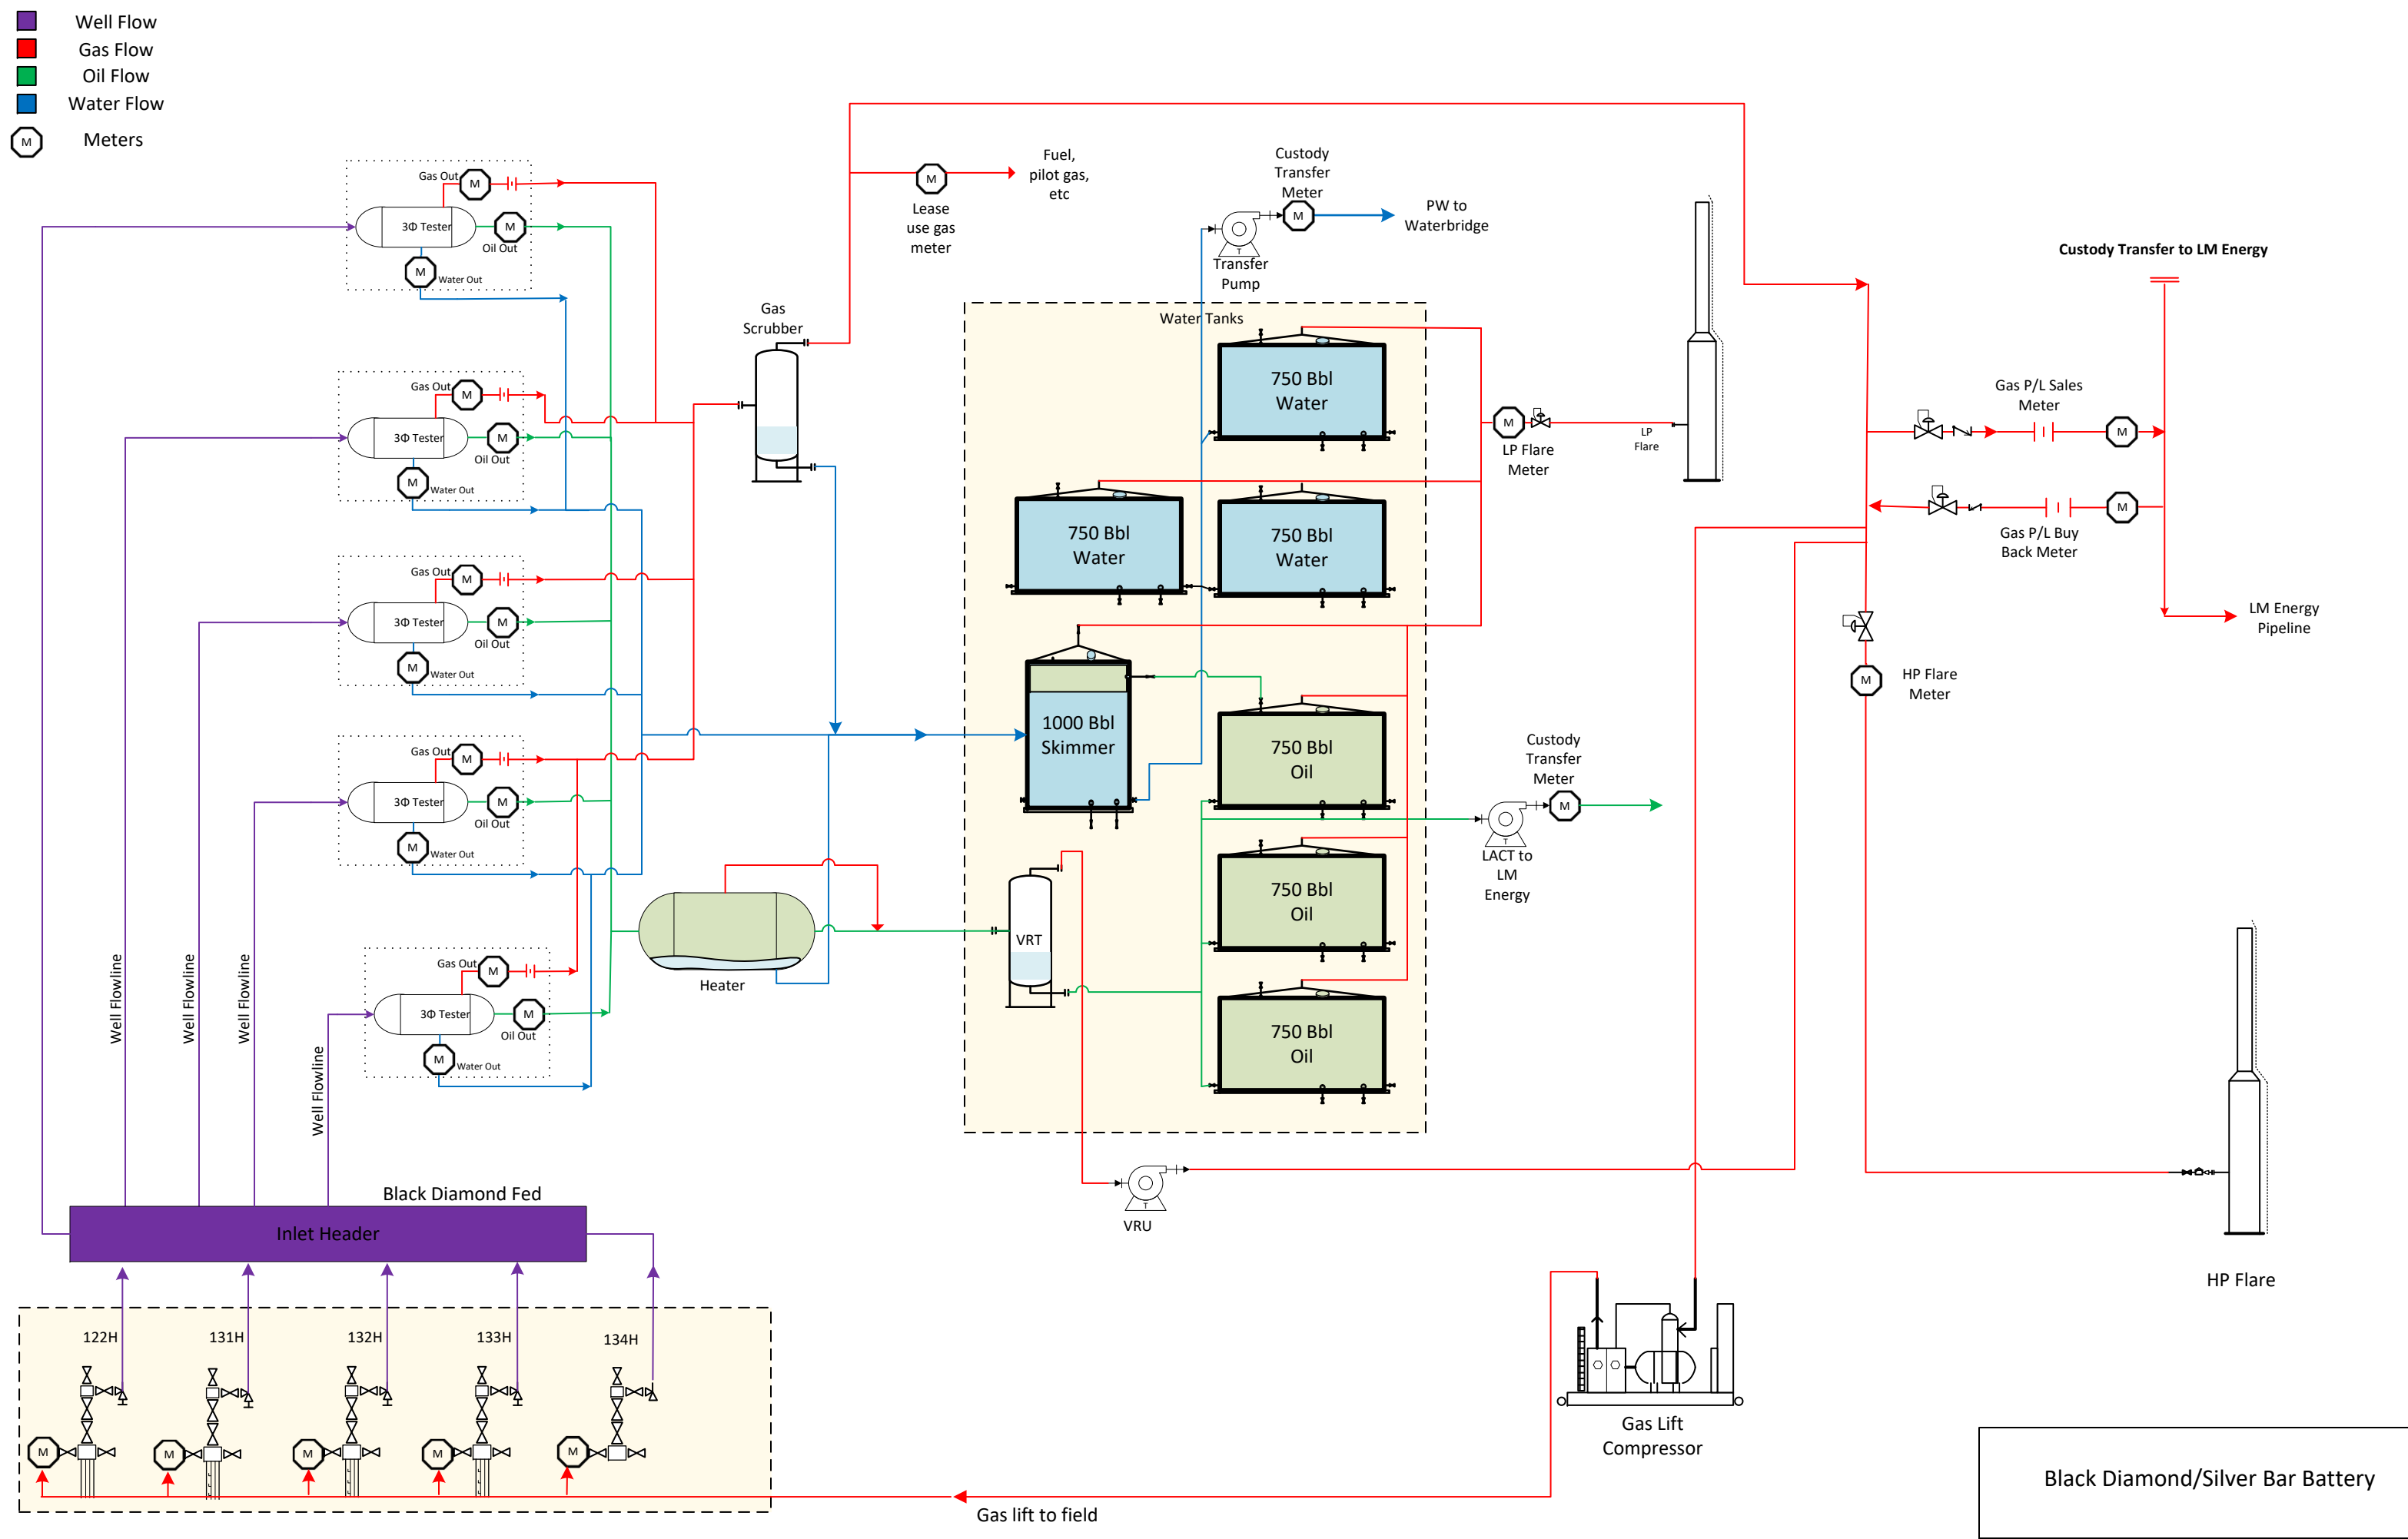 Well Flow
Gas Flow
Oil Flow
Water Flow
M
Meters
Gas Out
M
3Φ Tester
M
Oil Out
M
Water Out
Gas Out
M
3Φ Tester
M
Oil Out
M
Water Out
Gas Out
M
3Φ Tester
M
Oil Out
M
Water Out
Gas Out
M
3Φ Tester
M
Oil Out
M
Water Out
Gas Out
M
3Φ Tester
M
Oil Out
M
Water Out
Gas
Scrubber
M
Lease
use gas
meter
Fuel,
pilot gas,
etc
Custody
Transfer
Meter
M
T
Transfer
Pump
PW to
Waterbridge
Water Tanks
750 Bbl
Water
750 Bbl
Water
750 Bbl
Water
1000 Bbl
Skimmer
750 Bbl
Oil
750 Bbl
Oil
750 Bbl
Oil
VRT
Heater
M
LP Flare
Meter
LP
Flare
Custody
Transfer
Meter
M
T
LACT to
LM
Energy
Custody Transfer to LM Energy
Gas P/L Sales
Meter
M
M
Gas P/L Buy
Back Meter
LM Energy
Pipeline
M
HP Flare
Meter
HP Flare
T
VRU
Well Flowline
Well Flowline
Well Flowline
Well Flowline
Black Diamond Fed
Inlet Header
122H
131H
132H
133H
134H
M
M
M
M
M
Gas lift to field
Gas Lift
Compressor
Black Diamond/Silver Bar Battery